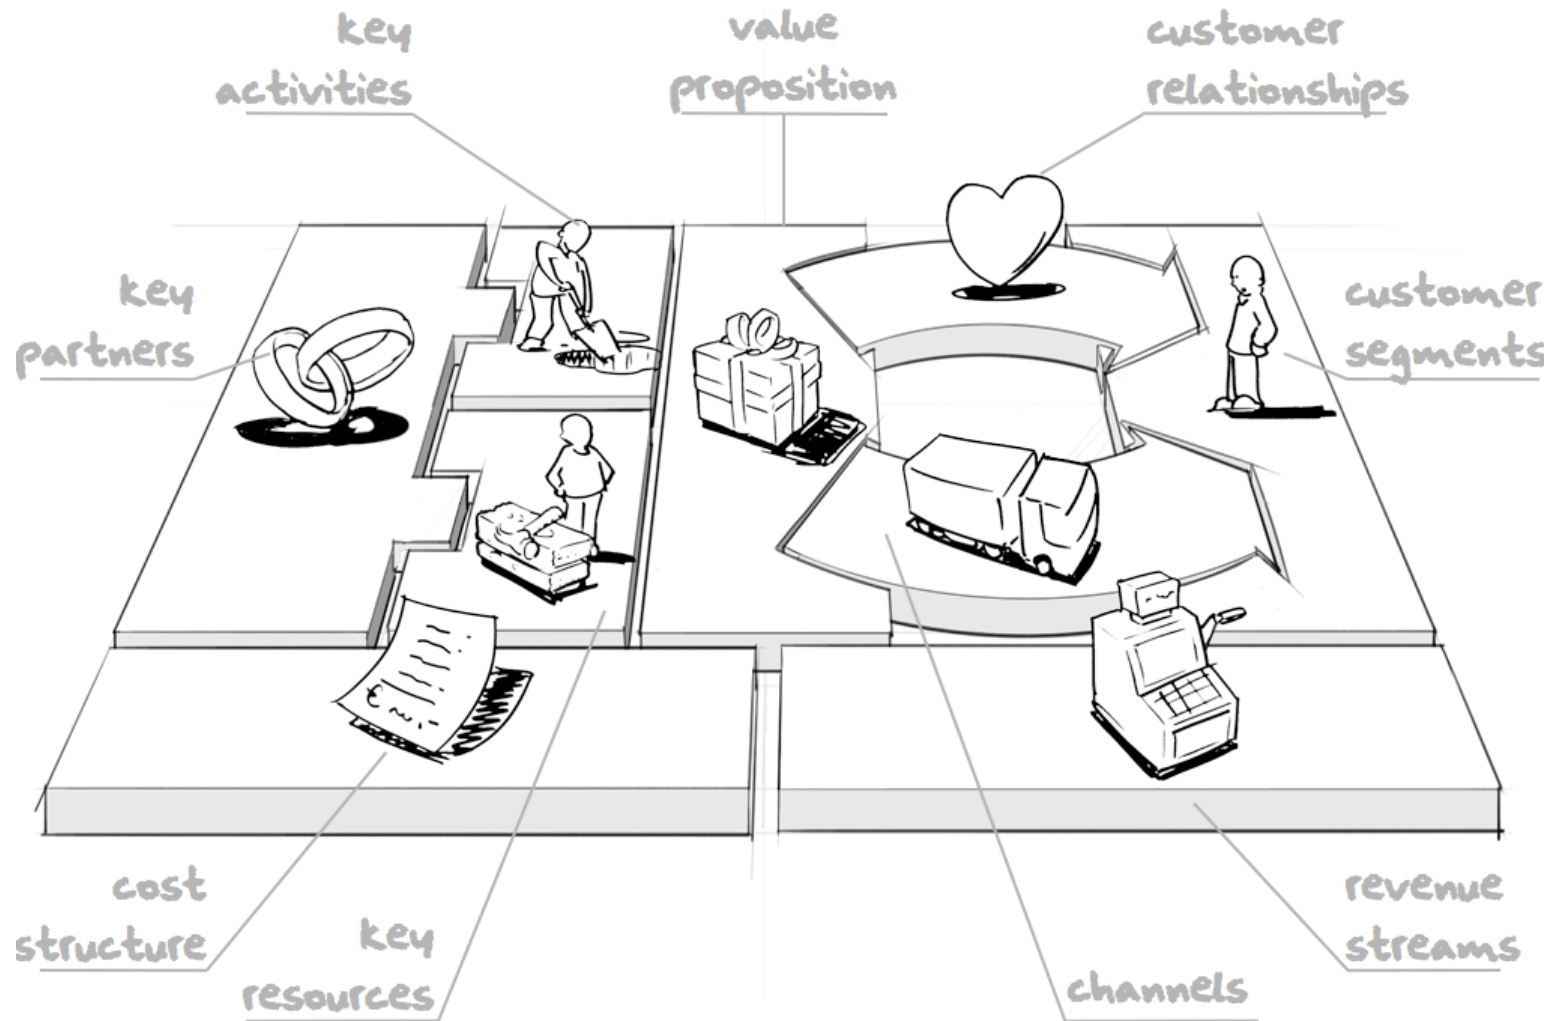 key
activities
value
proposition
customer
relationships
key
partners
customer
segments
cost
structure
key
resources
channels
revenue
streams